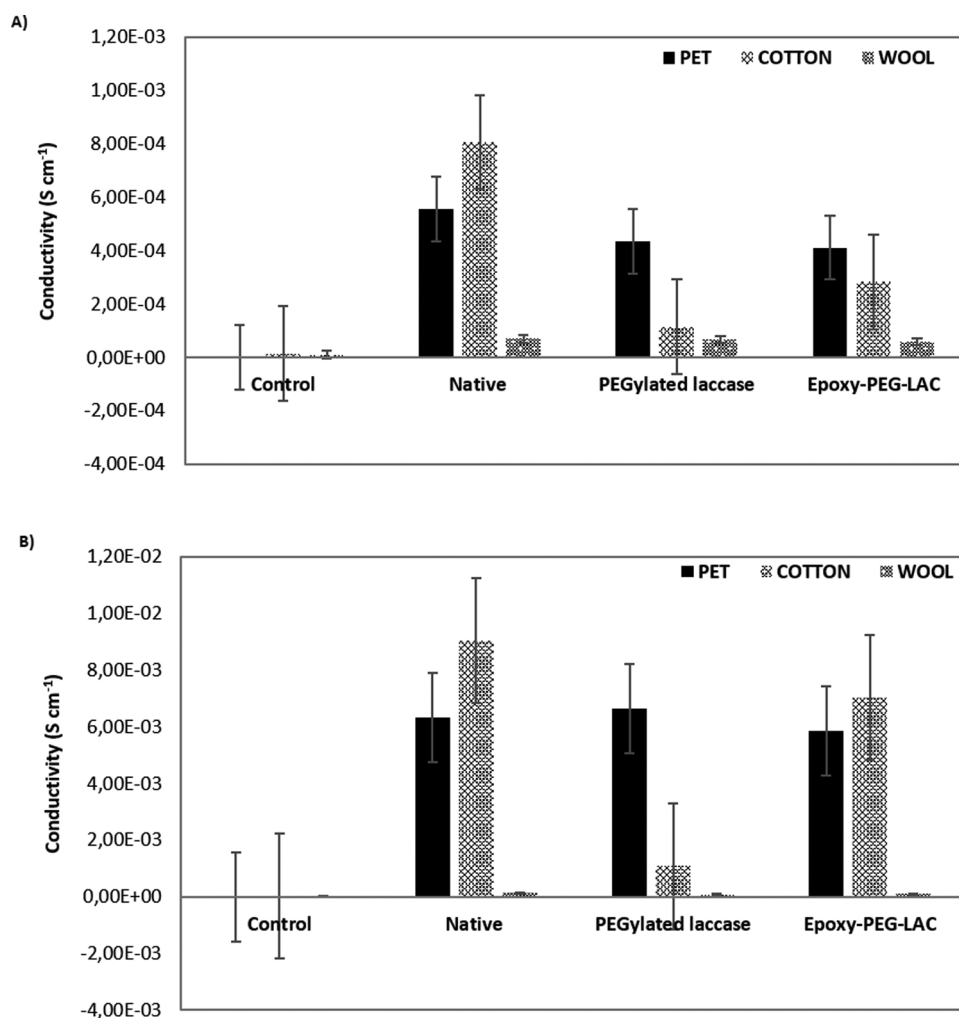 A)
1,20E-03
PET COTTON WOOL
1,00E-03
8,00E-04
6,00E-04
4,00E-04
2,00E-04
0,00E+00
-2,00E-04
-4,00E-04
Conductivity (S cm-1)
Control Native PEGylated laccase Epoxy-PEG-LAC
B)
1,20E-02
PET COTTON WOOL
1,00E-02
8,00E-03
6,00E-03
4,00E-03
2,00E-03
0,00E+00
-2,00E-03
-4,00E-03
Conductivity (S cm-1)
Control Native PEGylated laccase Epoxy-PEG-LAC